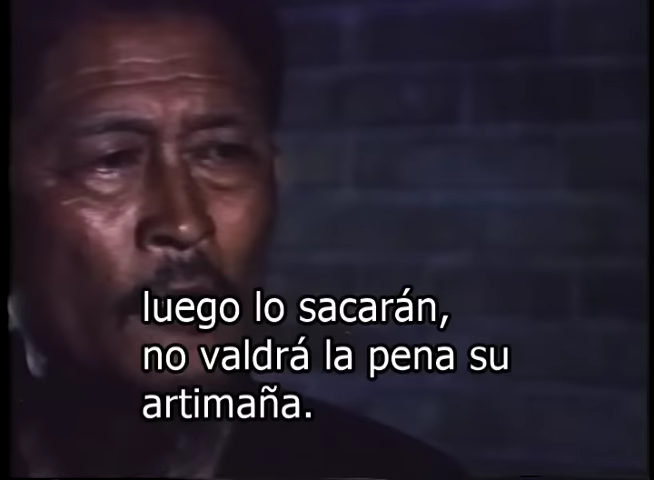 luego lo sacarán,
no valdrá la pena su
artimaña.